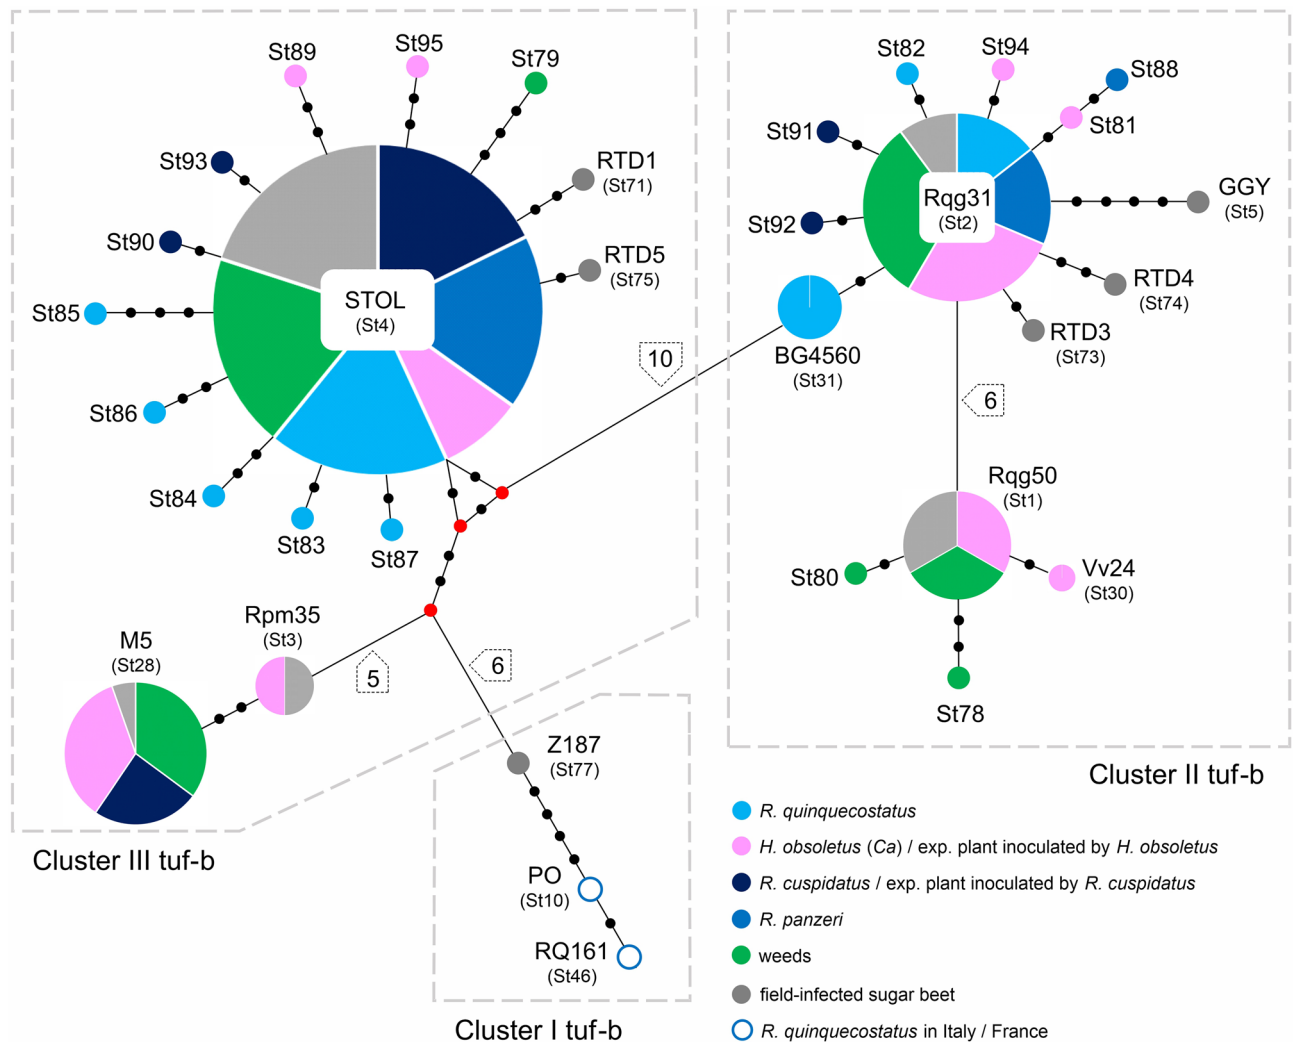 St89
St95
St79
St93
RTD1
(St71)
St90
RTD5
(St75)
STOL
(St4)
St85
St86
St84
St83
St87
10
M5
(St28)
Rpm35
(St3)
5
6
Cluster III tuf-b
Z187
(St77)
PO
(St10)
RQ161
(St46)
Cluster I tuf-b
St82
St94
St88
St81
St91
Rqg31
(St2)
GGY
(St5)
St92
RTD4
(St74)
RTD3
(St73)
BG4560
(St31)
6
Rqg50
(St1)
St80
Vv24
(St30)
St78
Cluster II tuf-b
R. quinquecostatus
H. obsoletus (Ca) / exp. plant inoculated by H. obsoletus
R. cuspidatus / exp. plant inoculated by R. cuspidatus
R. panzeri
weeds
field-infected sugar beet
R. quinquecostatus in Italy / France